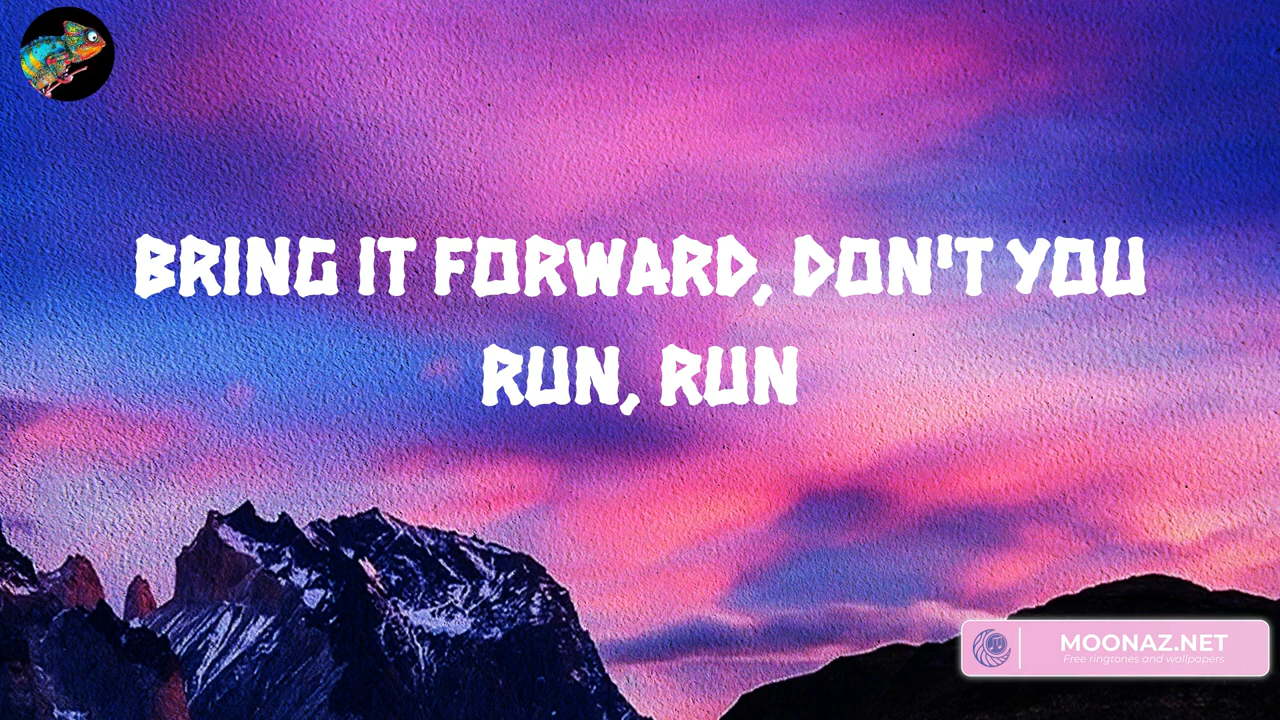 BRING IT FORWARD, DON'T YOU
RUN, RUN
MOONAZ.NET
Free ringtones and wallpapers